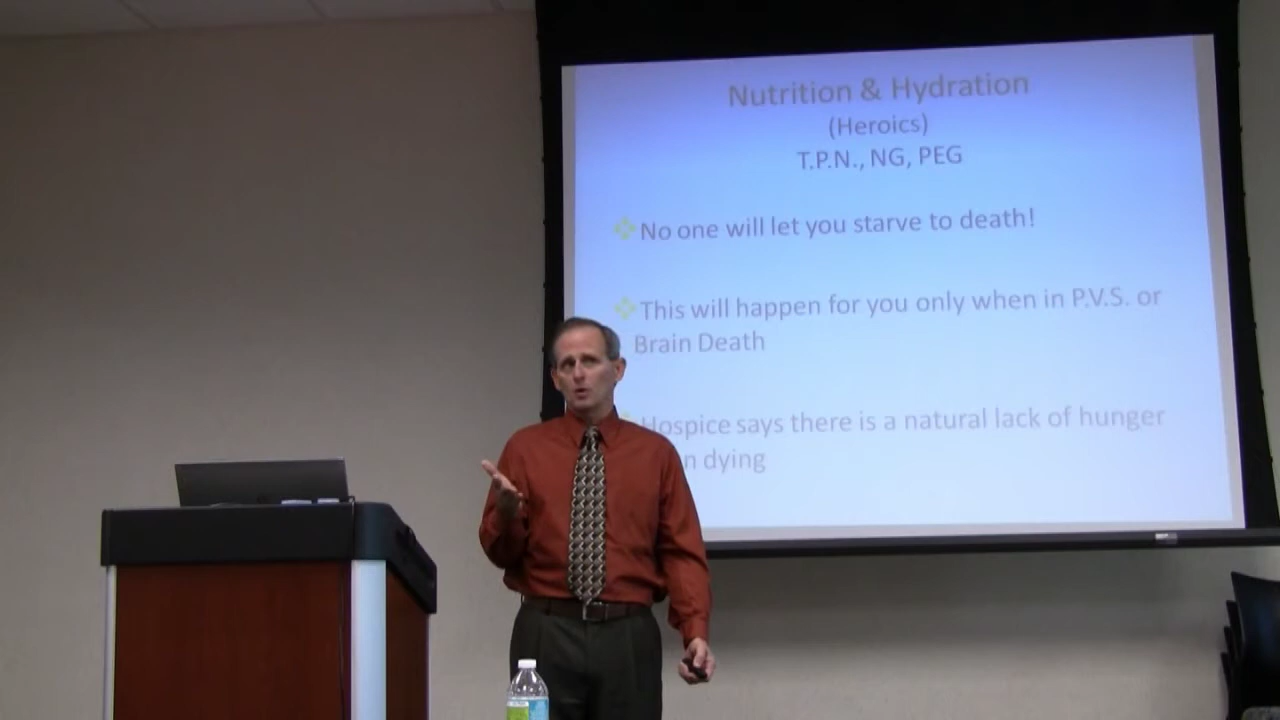 Nutrition & Hydration
(Heroics)
T.P.N., NG, PEG
No one will let you starve to death!
This will happen for you only when in P.V.S. or
Brain Death
Hospice says there is a natural lack of hunger
n dying